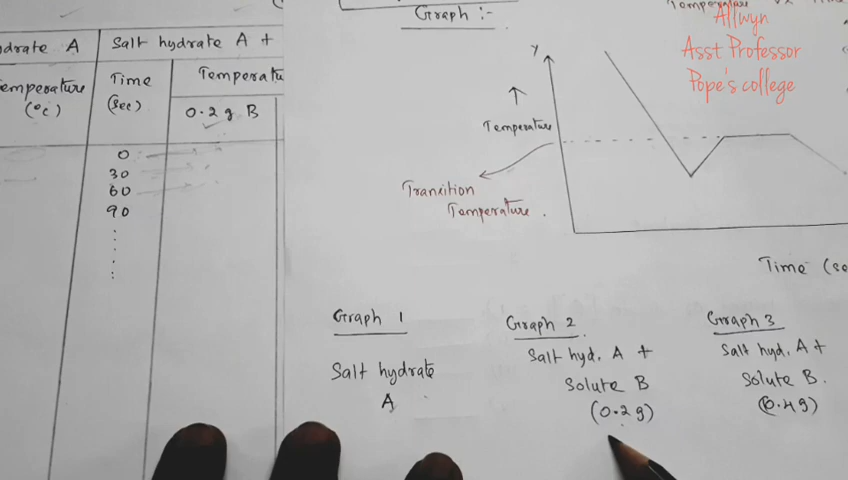 Graph :-
Allwyn
Asst Professor
Pope's college
drate A
Salt hydrate A +
emperature
(°c)
Time
(sec)
Temperatu
0.2 g B
0
30
60
90
Y
Temperature
Transition
Temperature.
Time (se
Graph 1
Salt hydrate
A
Graph 2
Salt hyd. A +
Solute B
(0.2 g)
Graph 3
Salt hyd. A +
Solute B.
(0.4g)